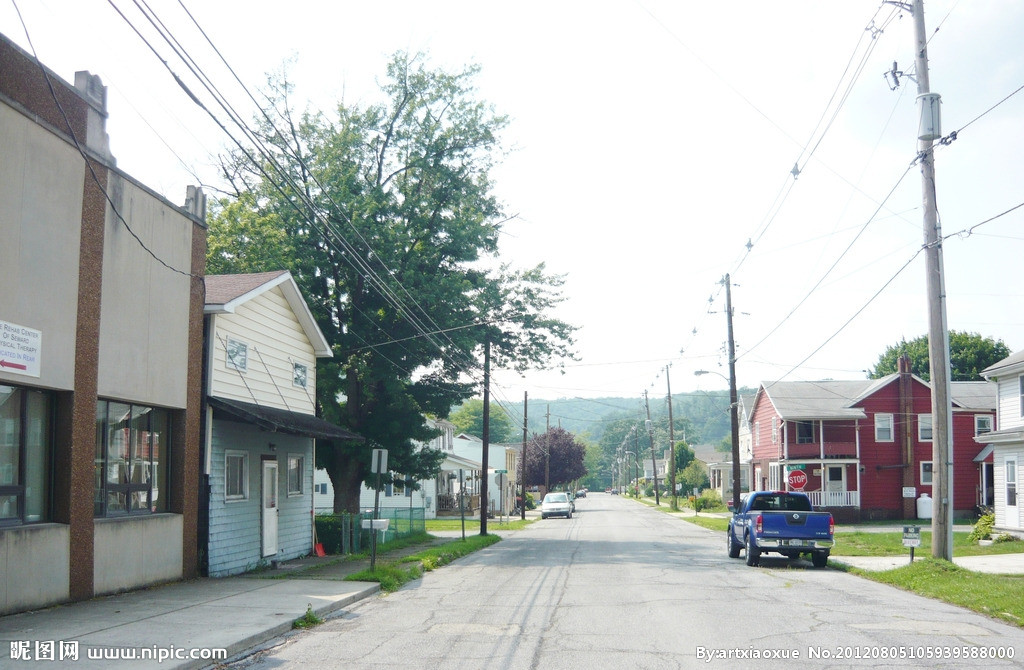 E REHAB CENTER
OF SEWARD
PHYSICAL THERAPY
LOCATED IN REAR
STOP
昵图网 www.nipic.com
By:artxiaoxue No.20120805105939588000